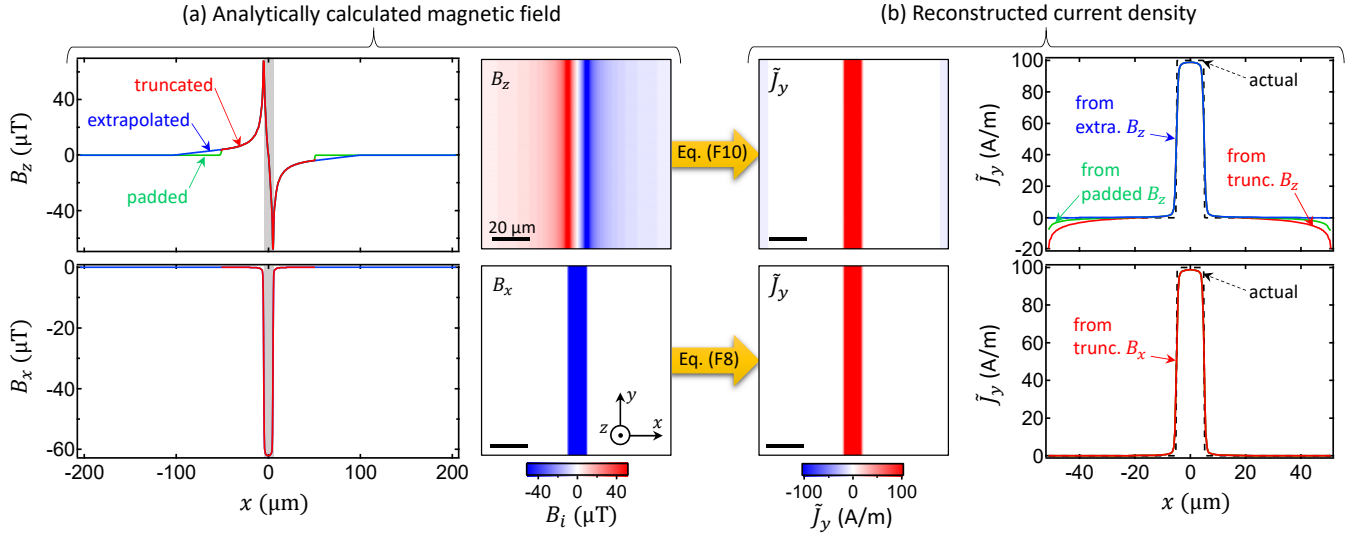 (a) Analytically calculated magnetic field
(b) Reconstructed current density
B_z (μT)
40
0
-40
truncated
extrapolated
padded
B_z
20 μm
Eq. (F10)
J̃_y
J̃_y (A/m)
100
80
60
40
20
0
20
actual
from
extra. B_z
from
padded B_z
from
trunc. B_z
B_x (μT)
0
-20
-40
-60
-200
-100
0
100
200
x (μm)
B_x
y
z
x
-40
0
40
B_i (μT)
Eq. (F8)
J̃_y
-100
0
100
J̃_y (A/m)
J̃_y (A/m)
100
80
60
40
20
0
actual
from
trunc. B_x
-40
-20
0
20
40
x (μm)